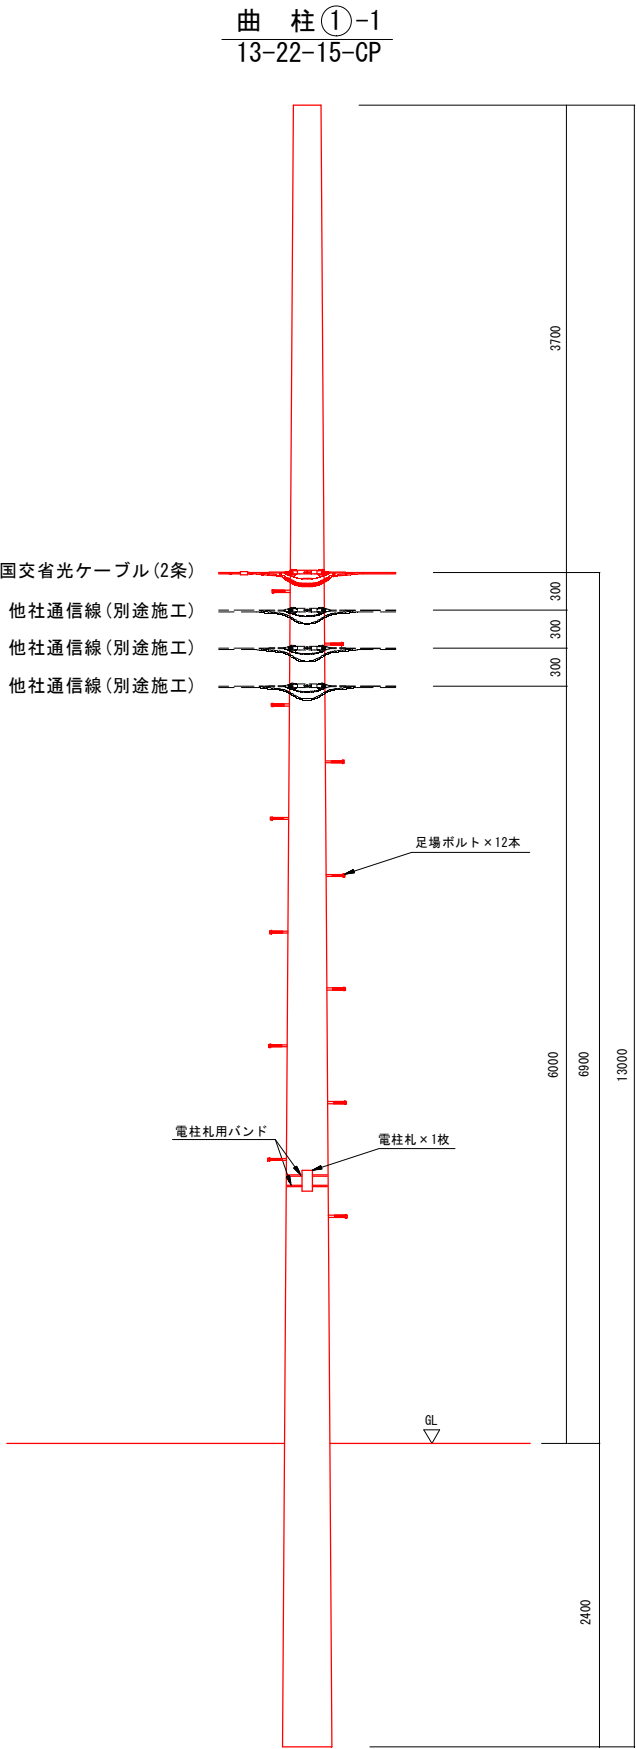 曲 柱①-1
13-22-15-CP
3700
国交省光ケーブル(2条)
300
他社通信線(別途施工)
300
他社通信線(別途施工)
300
他社通信線(別途施工)
足場ボルト×12本
6000
6900
13000
電柱札用バンド
電柱札×1枚
GL
2400